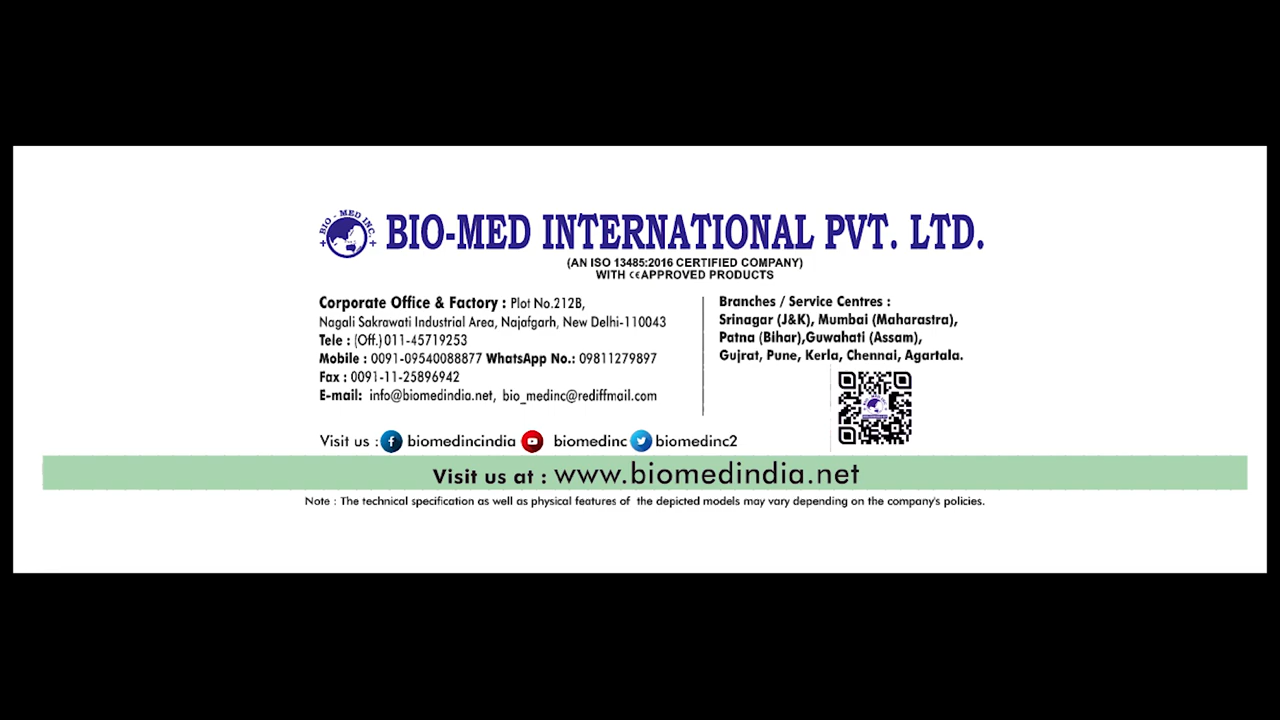 BIO - MED INC.
BIO-MED INTERNATIONAL PVT. LTD.
(AN ISO 13485:2016 CERTIFIED COMPANY)
WITH CE APPROVED PRODUCTS
Corporate Office & Factory : Plot No.212B,
Nagali Sakrawati Industrial Area, Najafgarh, New Delhi-110043
Tele : (Off.) 011-45719253
Mobile : 0091-09540088877 WhatsApp No.: 09811279897
Fax : 0091-11-25896942
E-mail: info@biomedindia.net, bio_medinc@rediffmail.com
Branches / Service Centres :
Srinagar (J&K), Mumbai (Maharastra),
Patna (Bihar),Guwahati (Assam),
Gujrat, Pune, Kerla, Chennai, Agartala.
Visit us : biomedincindia biomedinc biomedinc2
Visit us at : www.biomedindia.net
Note : The technical specification as well as physical features of the depicted models may vary depending on the company's policies.